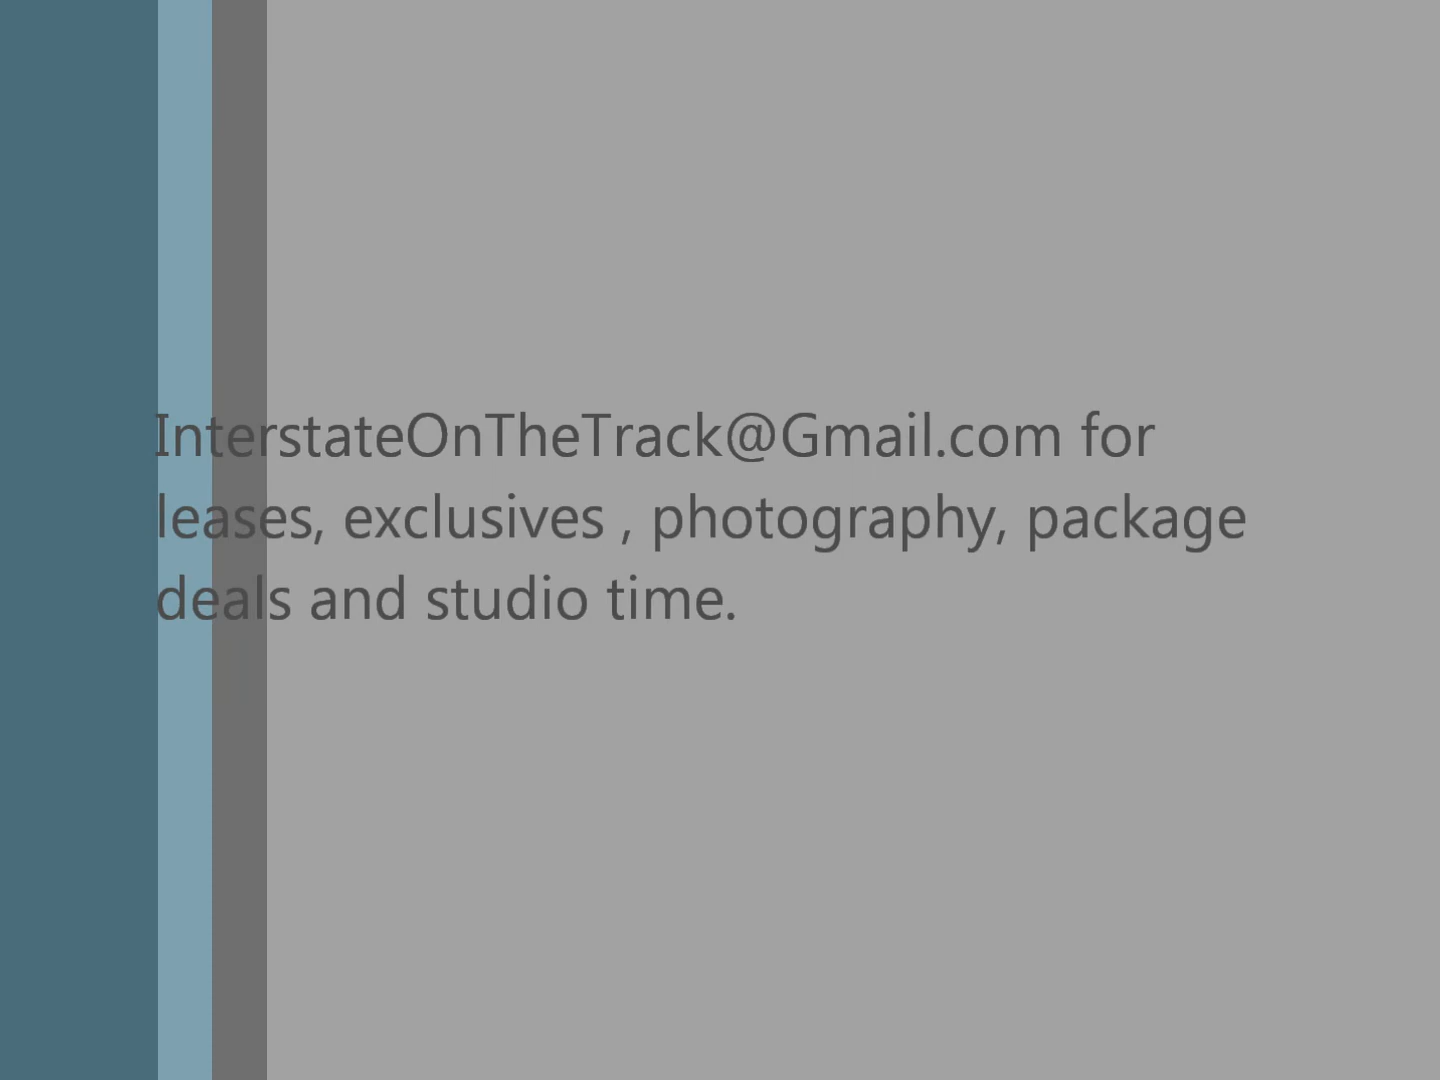 InterstateOnTheTrack@Gmail.com for
leases, exclusives , photography, package
deals and studio time.